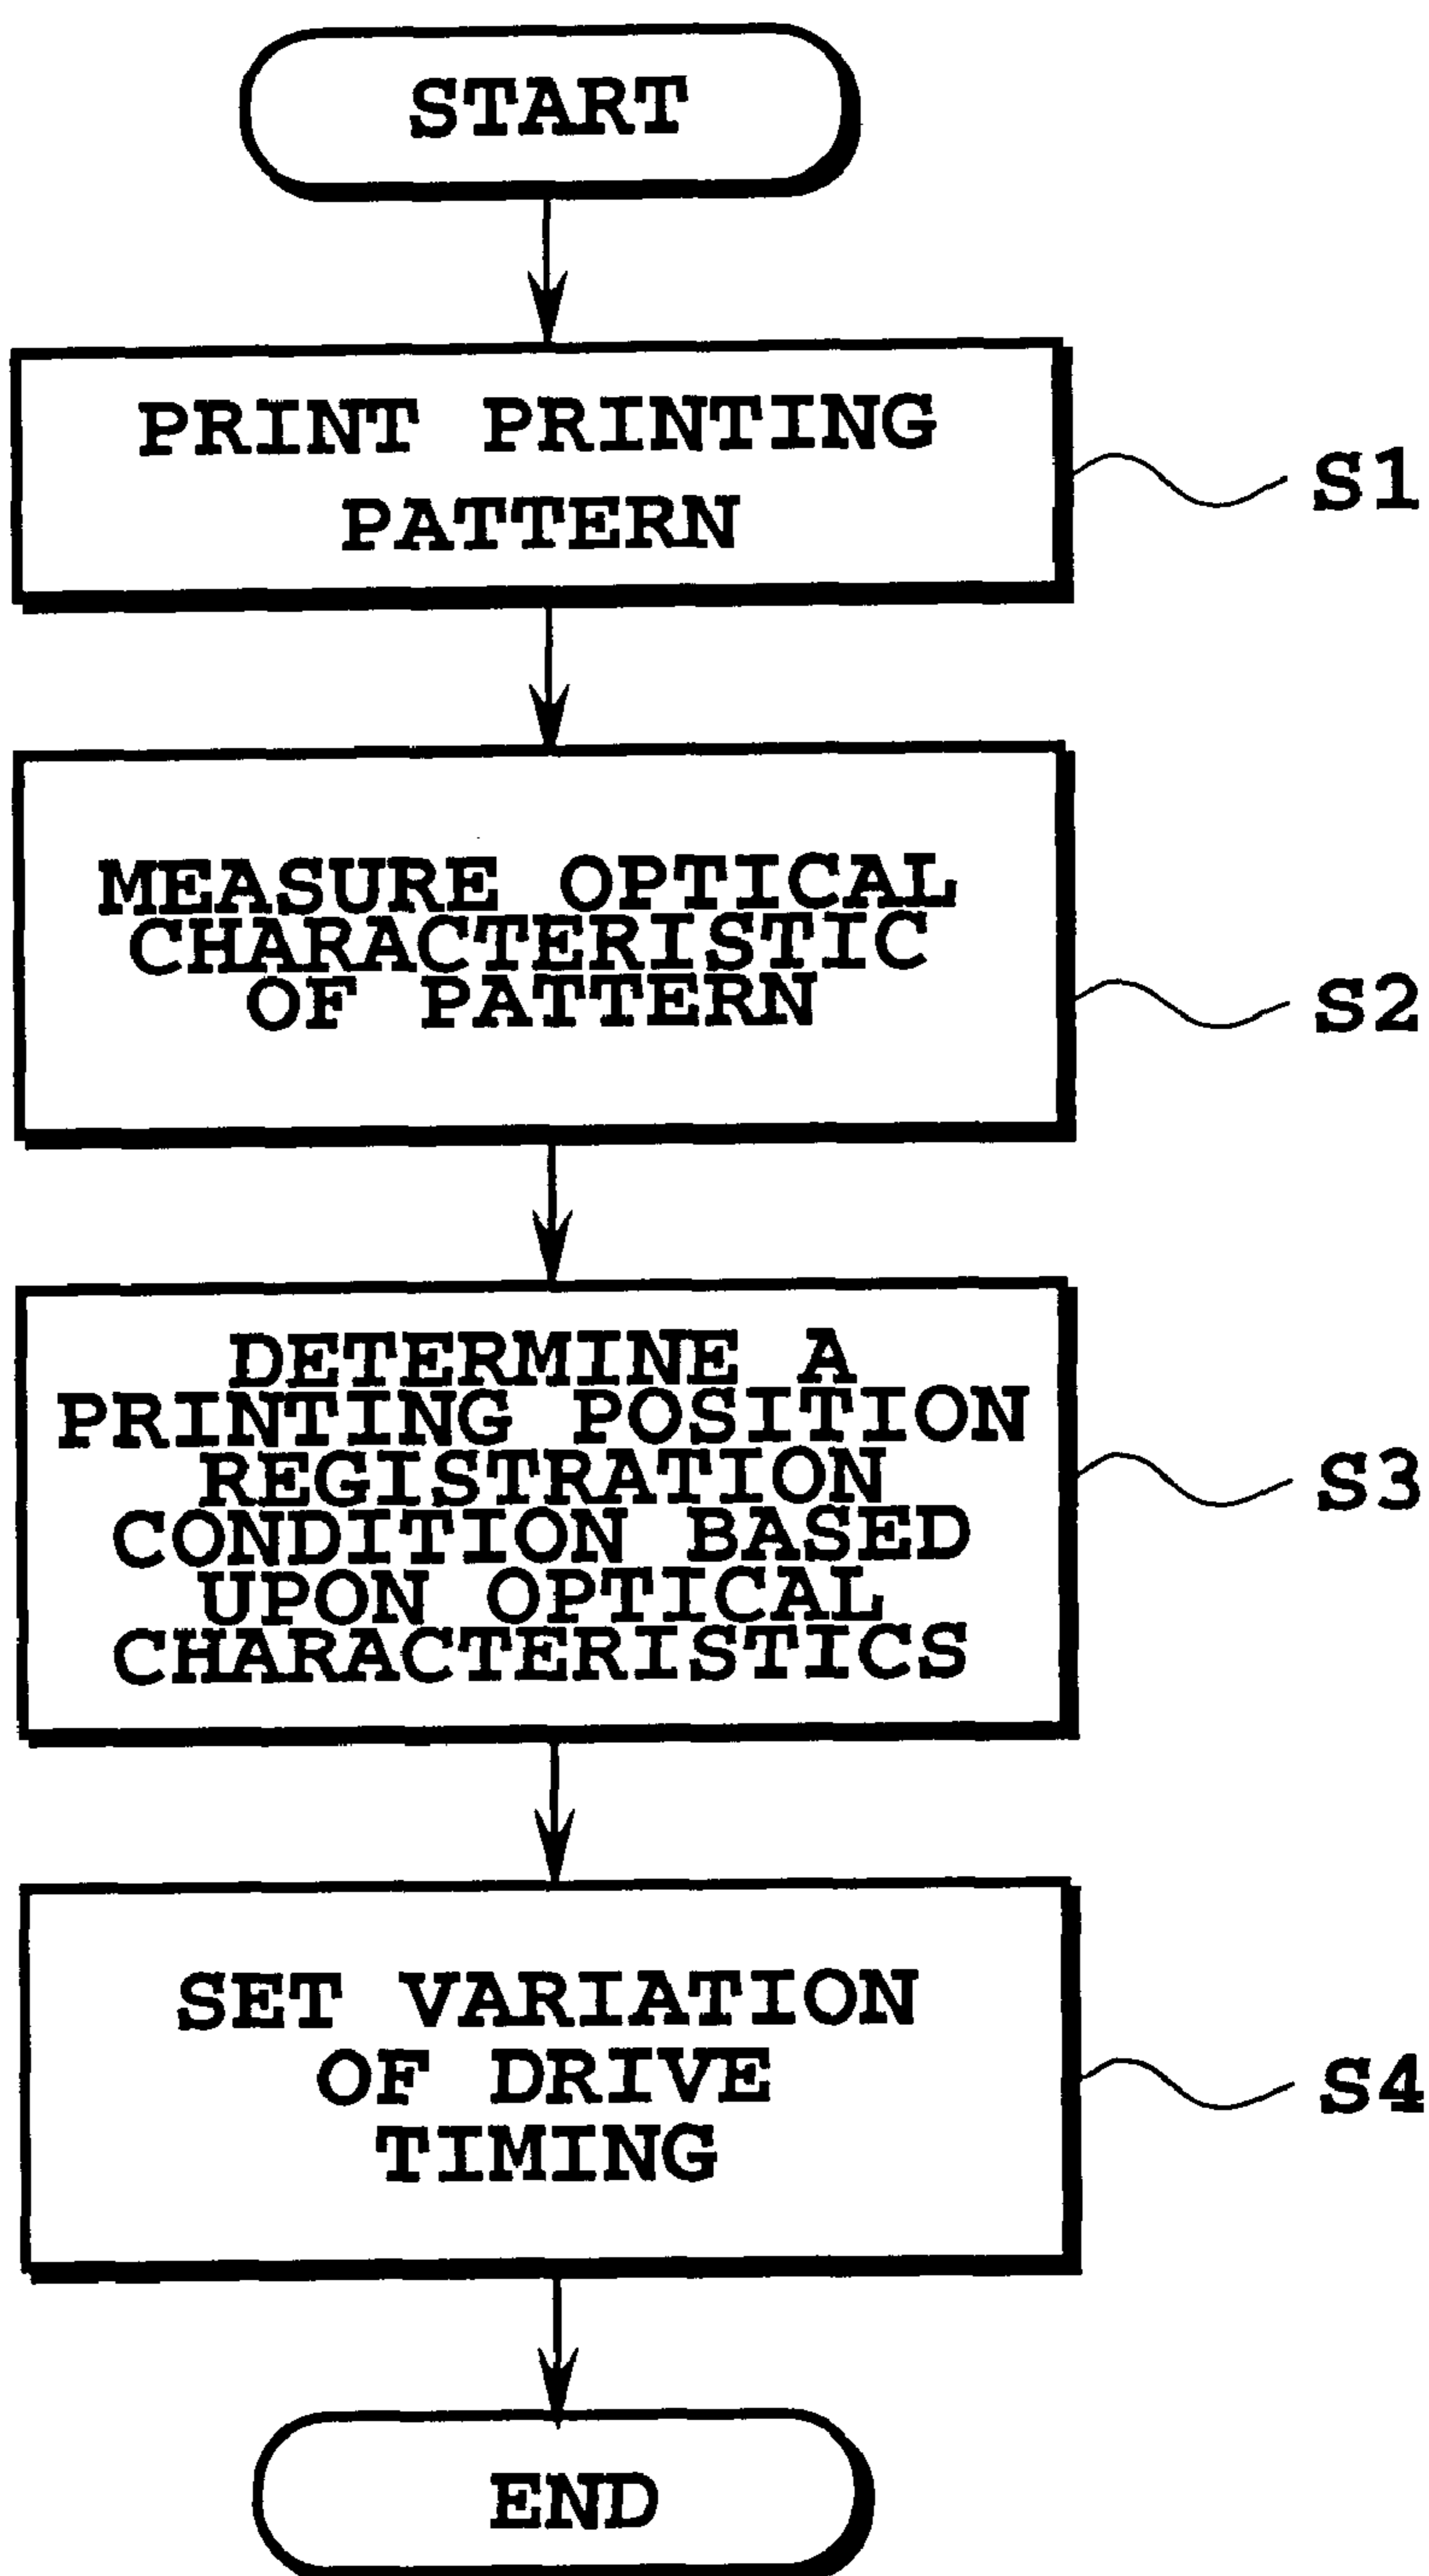 START
PRINT PRINTING
PATTERN
S1
MEASURE OPTICAL
CHARACTERISTIC
OF PATTERN
S2
DETERMINE A
PRINTING POSITION
REGISTRATION
CONDITION BASED
UPON OPTICAL
CHARACTERISTICS
S3
SET VARIATION
OF DRIVE
TIMING
S4
END